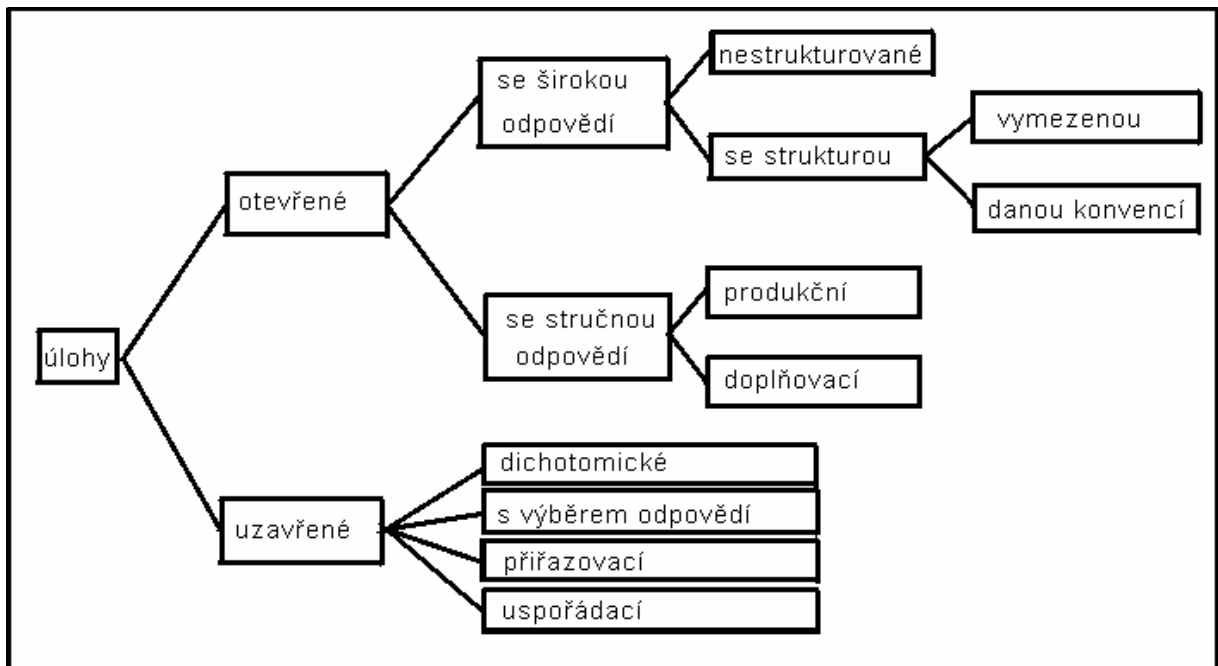 úlohy
otevřené
se širokou
odpovědí
nestrukturované
se strukturou
vymezenou
danou konvencí
se stručnou
odpovědí
produkční
doplňovací
uzavřené
dichotomické
s výběrem odpovědí
přiřazovací
uspořádací